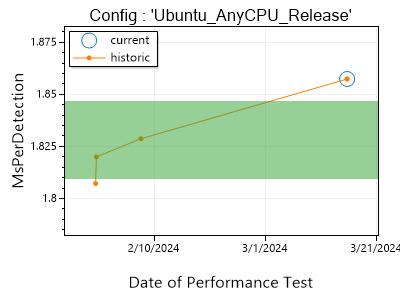 Config : 'Ubuntu_AnyCPU_Release'
current
historic
MsPerDetection
1.875
1.85
1.825
1.8
2/10/2024
3/1/2024
3/21/2024
Date of Performance Test